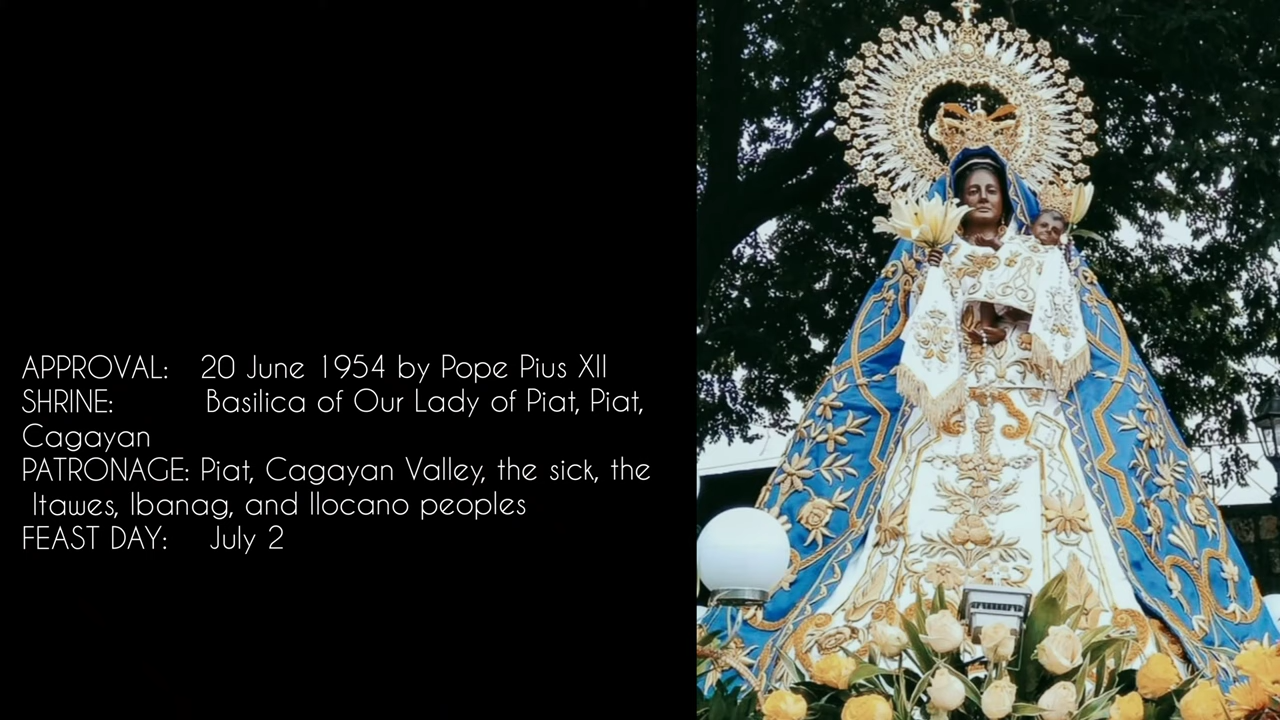 APPROVAL: 20 June 1954 by Pope Pius XII
SHRINE: Basilica of Our Lady of Piat, Piat,
Cagayan
PATRONAGE: Piat, Cagayan Valley, the sick, the
Itawes, Ibanag, and Ilocano peoples
FEAST DAY: July 2